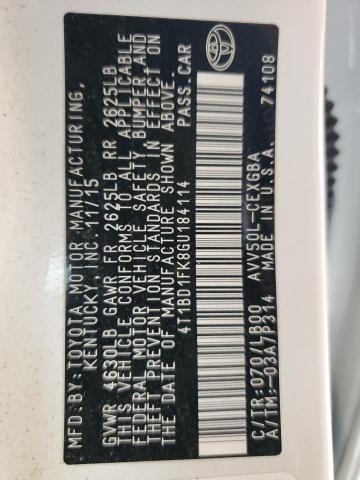 MFD. BY: TOYOTA MOTOR MANUFACTURING,
KENTUCKY, INC. 11/15
GVWR 4630LB GAWR FR 2625LB RR 2625LB
THIS VEHICLE CONFORMS TO ALL APPLICABLE
FEDERAL MOTOR VEHICLE SAFETY, BUMPER AND
THEFT PREVENTION STANDARDS IN EFFECT ON
THE DATE OF MANUFACTURE SHOWN ABOVE.
4T1BD1FK8GU184114 PASS. CAR
C/TR: 070/LB00 AVV50L-CEXGBA
A/TM: -03A/P314 MADE IN U.S.A. 74108